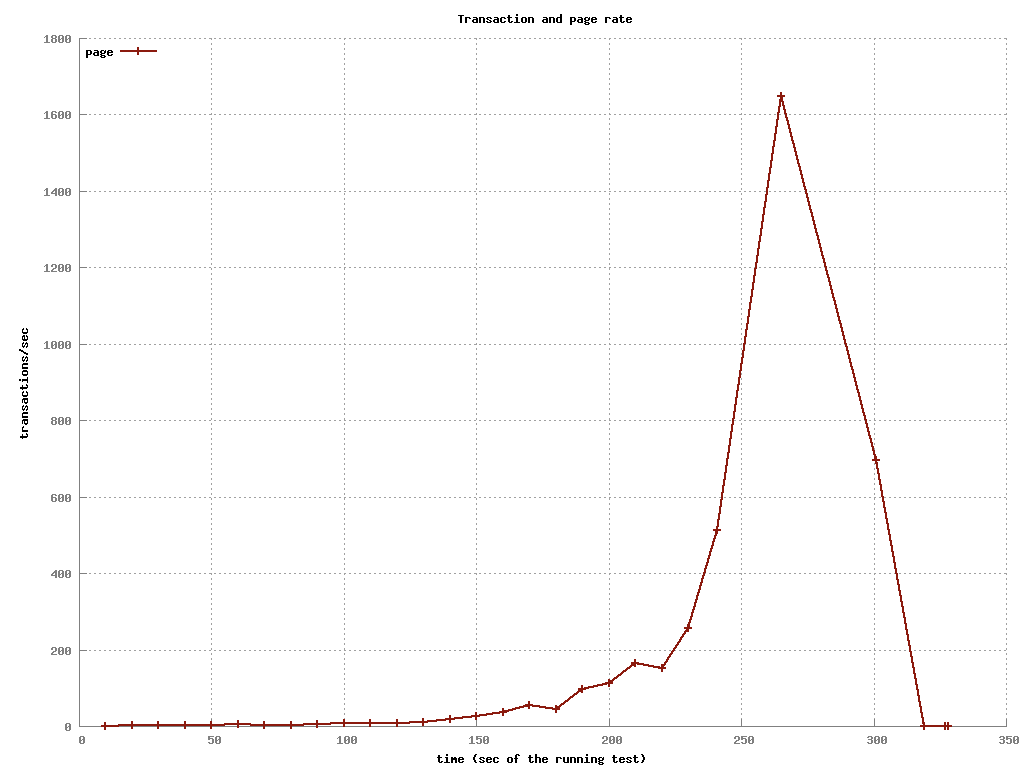 Transaction and page rate
1800
page
1600
1400
1200
1000
800
600
400
200
0
transactions/sec
0 50 100 150 200 250 300 350
time (sec of the running test)